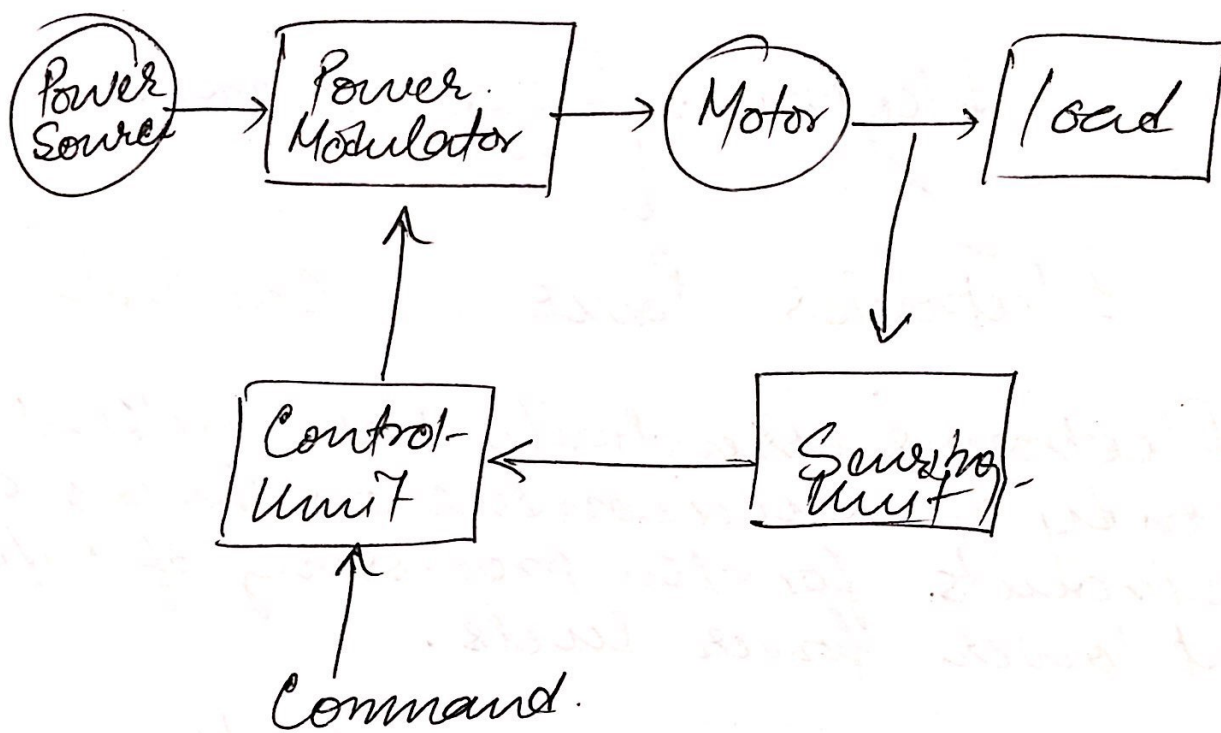 Power
Source
Power
Modulator
Motor
load
Control
Unit
Sensing
Unit
Command.